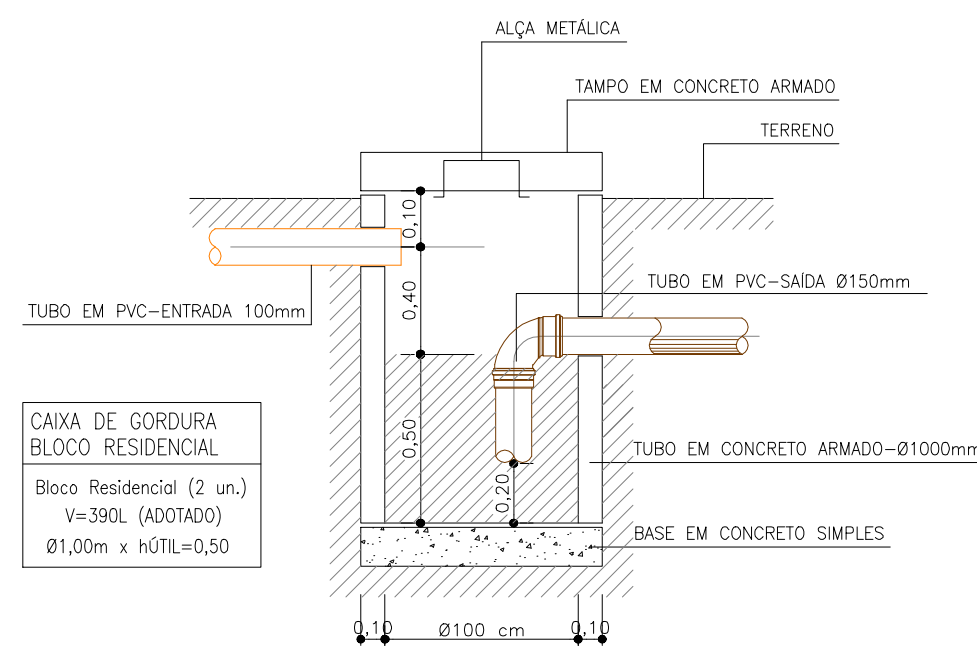 ALÇA METÁLICA
TAMPO EM CONCRETO ARMADO
TERRENO
0,10
TUBO EM PVC-SAÍDA Ø150mm
0,40
TUBO EM PVC-ENTRADA 100mm
CAIXA DE GORDURA
BLOCO RESIDENCIAL
Bloco Residencial (2 un.)
V=390L (ADOTADO)
Ø1,00m x hÚTIL=0,50
0,50
TUBO EM CONCRETO ARMADO-Ø1000mm
0,20
BASE EM CONCRETO SIMPLES
0,10 Ø100 cm 0,10